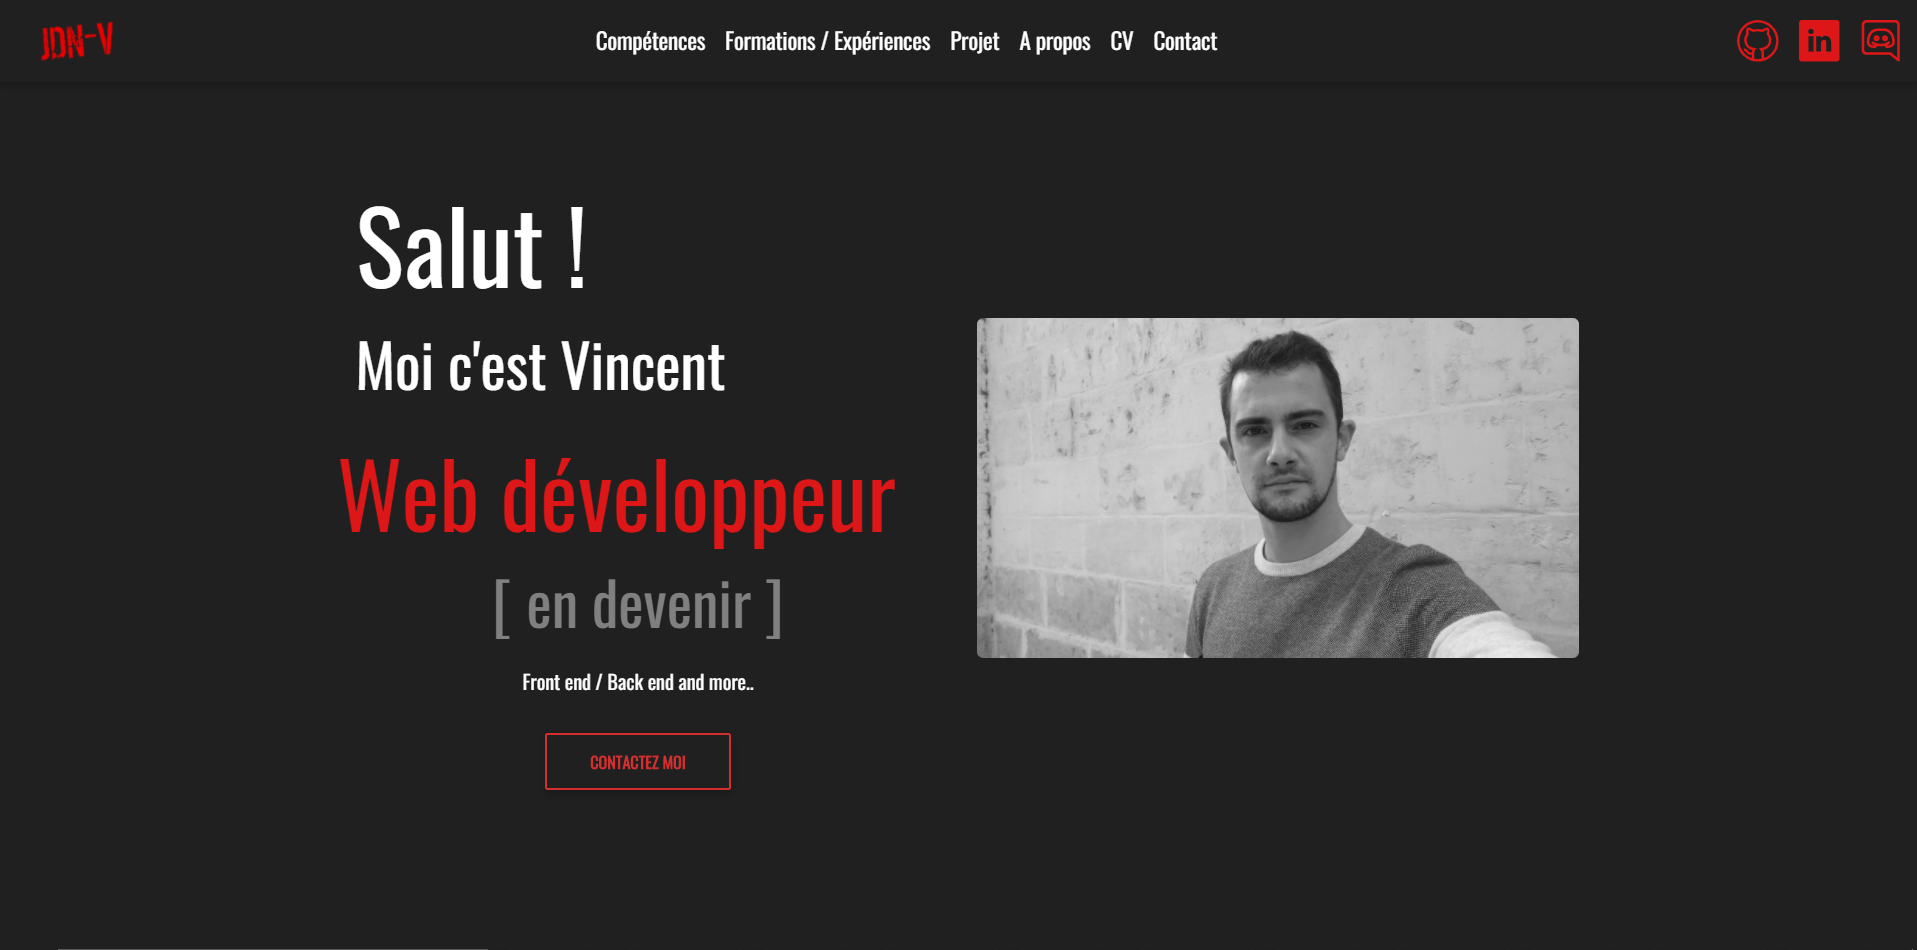 JDN-V
Compétences Formations / Expériences Projet A propos CV Contact
in
Salut !
Moi c'est Vincent
Web développeur
[ en devenir ]
Front end / Back end and more..
CONTACTEZ MOI